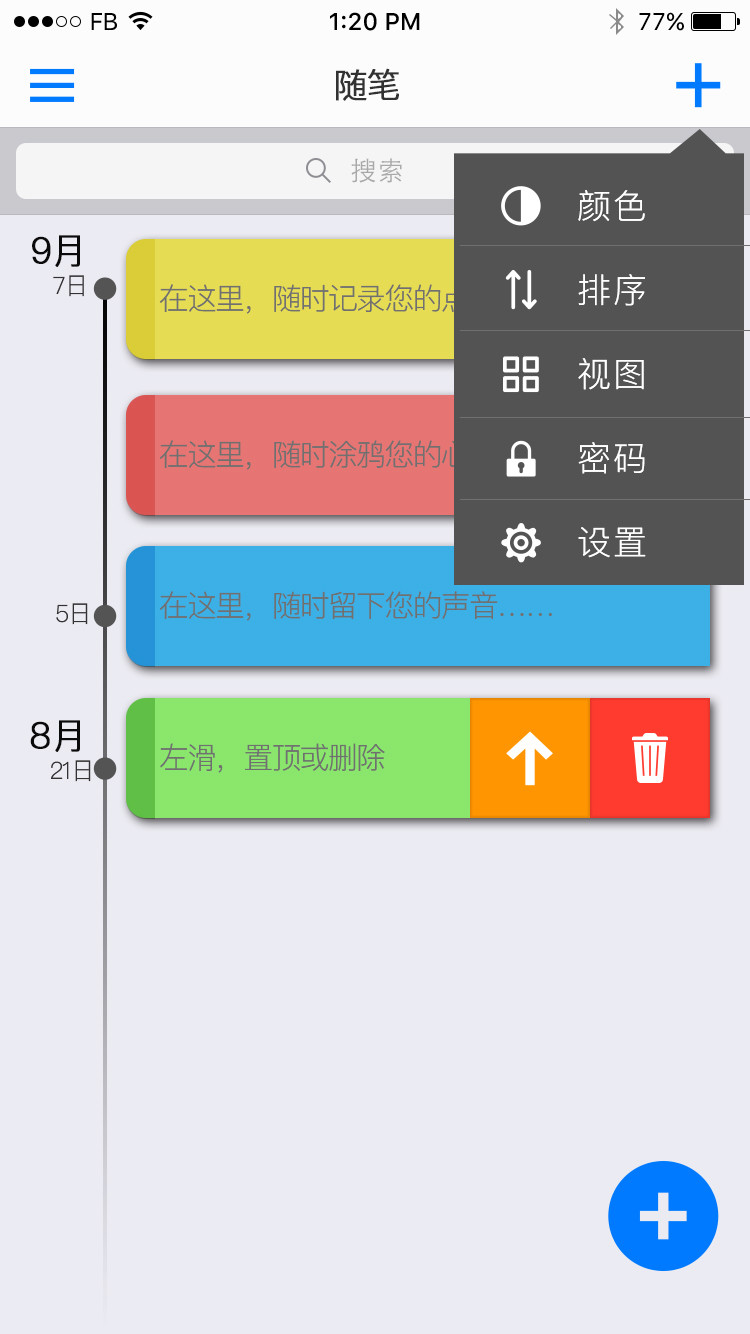 FB 1:20 PM 77%
随笔
搜索
颜色
排序
视图
密码
设置
9月
7日
在这里，随时记录您的
在这里，随时涂鸦您的
5日
在这里，随时留下您的声音……
8月
21日
左滑，置顶或删除